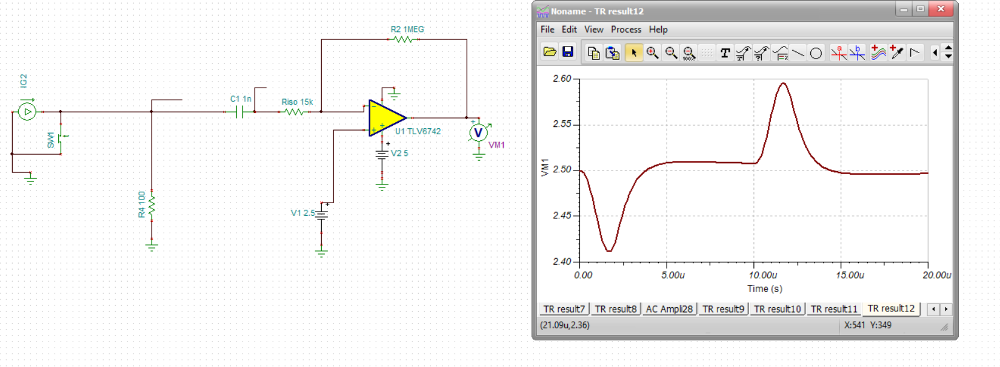 IG2
SW1
t
R4 100
C1 1n
Riso 15k
R2 1MEG
U1 TLV6742
V2 5
V1 2.5
+
+
+
+
V
VM1
Noname - TR result12
File Edit View Process Help
T
100%
a
b
2.60
2.55
2.50
2.45
2.40
VM1
0.00 5.00u 10.00u 15.00u 20.00u
Time (s)
TR result7 TR result8 AC Ampli28 TR result9 TR result10 TR result11 TR result12
(21.09u,2.36) X:541 Y:349